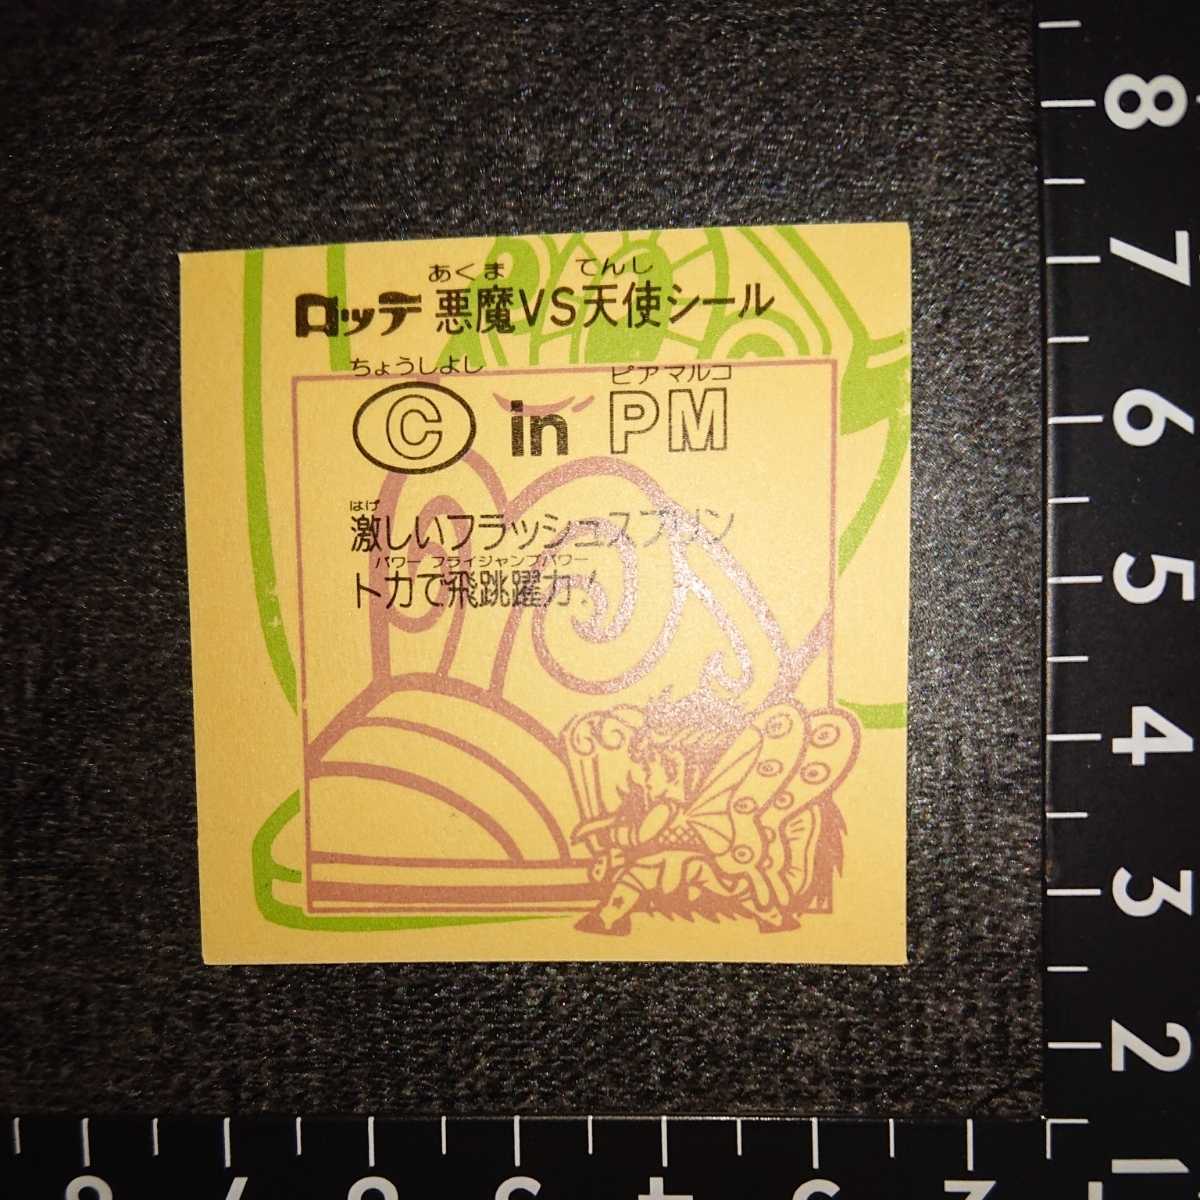 あくま てんし
ロッテ 悪魔VS天使シール
ちょうしよし ピアマルコ
C in PM
はげ
激しいフラッシュスプリン
パワー フライジャンプパワー
ト力で飛跳躍力!
8
7
6
5
4
3
2
1